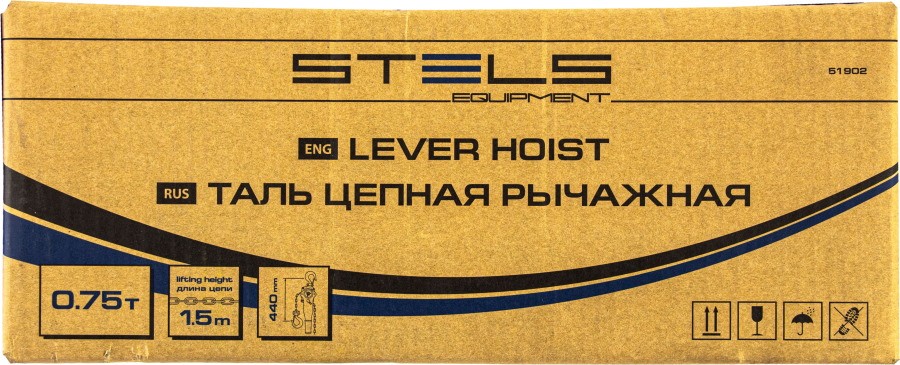 STELS
EQUIPMENT
51902
ENG LEVER HOIST
RUS ТАЛЬ ЦЕПНАЯ РЫЧАЖНАЯ
0.75т
lifting height
длина цепи
1.5m
440 mm